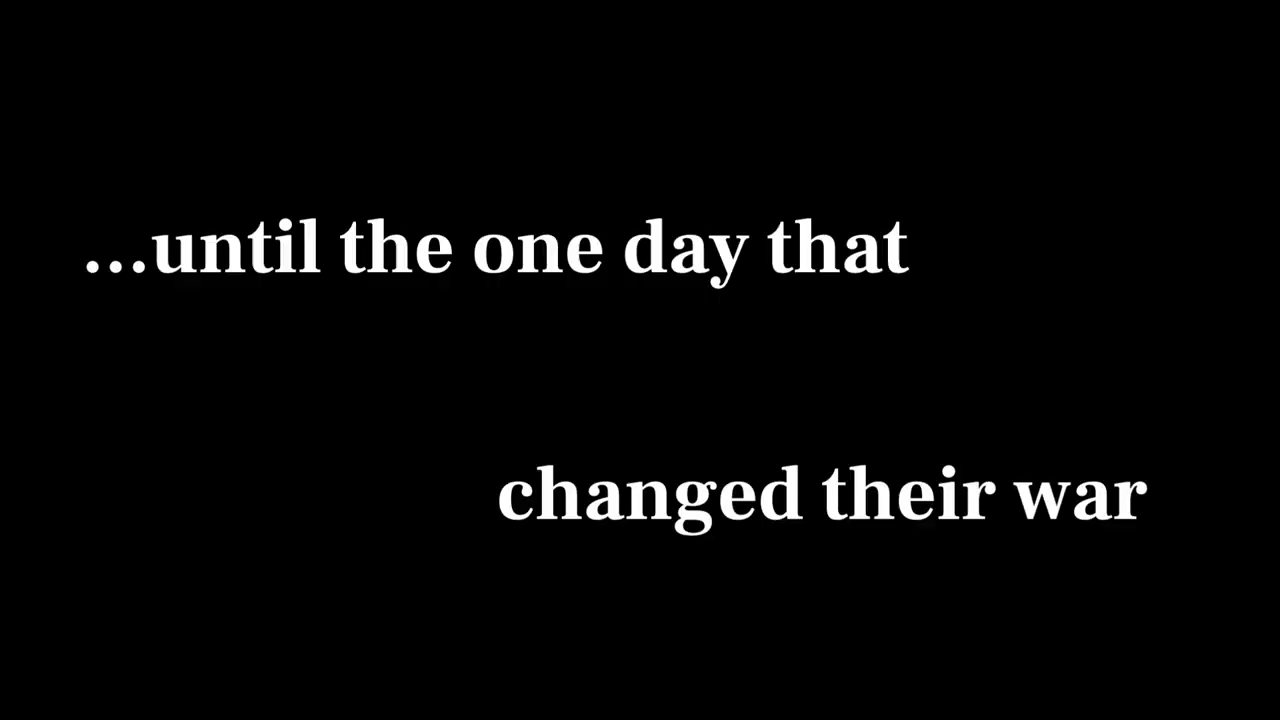 ...until the one day that
changed their war